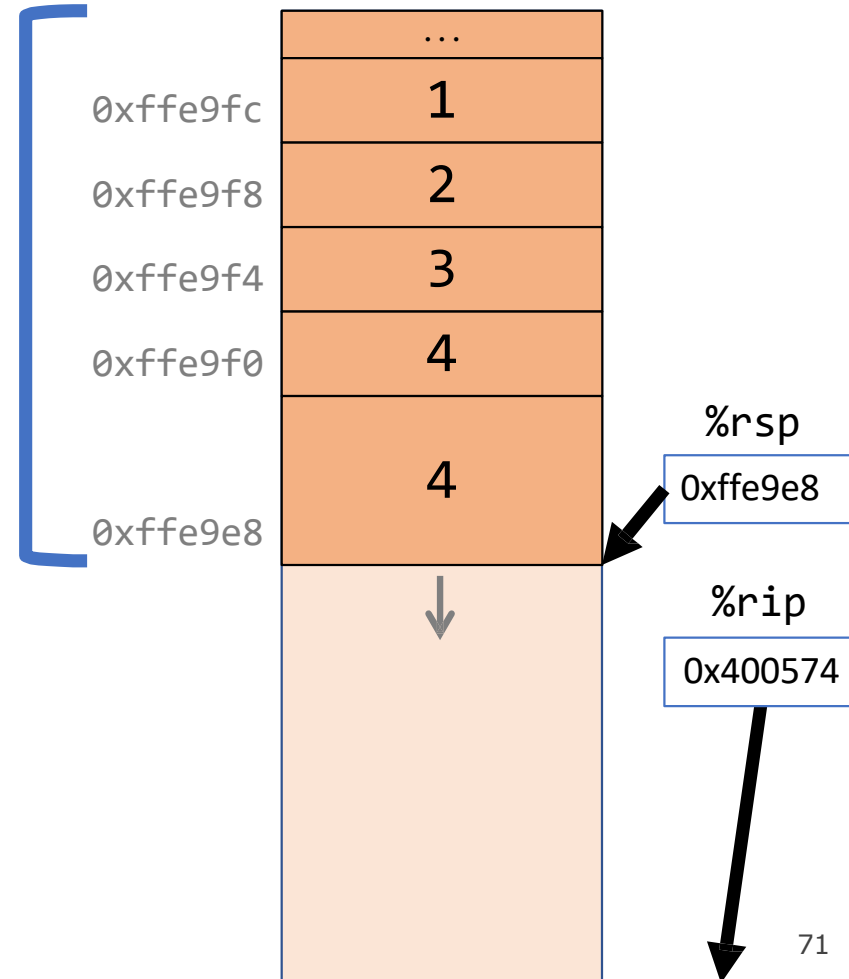 ...
0xffe9fc 1
0xffe9f8 2
0xffe9f4 3
0xffe9f0 4
%rsp
0xffe9e8
4
0xffe9e8
%rip
0x400574
71